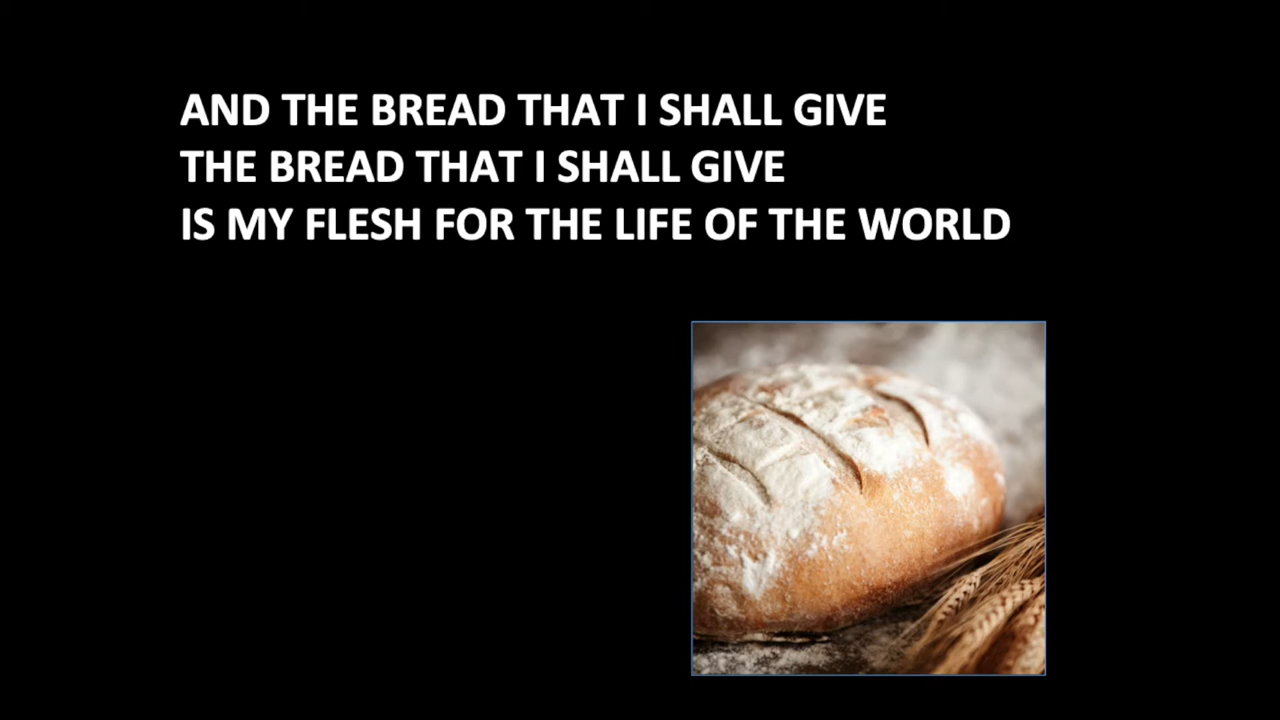 AND THE BREAD THAT I SHALL GIVE
THE BREAD THAT I SHALL GIVE
IS MY FLESH FOR THE LIFE OF THE WORLD